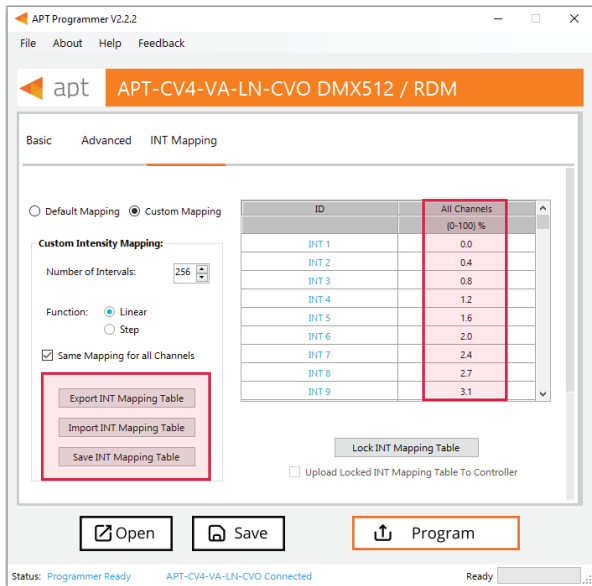 APT Programmer V2.2.2
File About Help Feedback
apt APT-CV4-VA-LN-CVO DMX512 / RDM
Basic Advanced INT Mapping
Default Mapping Custom Mapping
Custom Intensity Mapping:
Number of Intervals: 256
Function: Linear
Step
Same Mapping for all Channels
Export INT Mapping Table
Import INT Mapping Table
Save INT Mapping Table
ID All Channels
(0-100) %
INT 1 0.0
INT 2 0.4
INT 3 0.8
INT 4 1.2
INT 5 1.6
INT 6 2.0
INT 7 2.4
INT 8 2.7
INT 9 3.1
Lock INT Mapping Table
Upload Locked INT Mapping Table To Controller
Open Save Program
Status: Programmer Ready APT-CV4-VA-LN-CVO Connected Ready